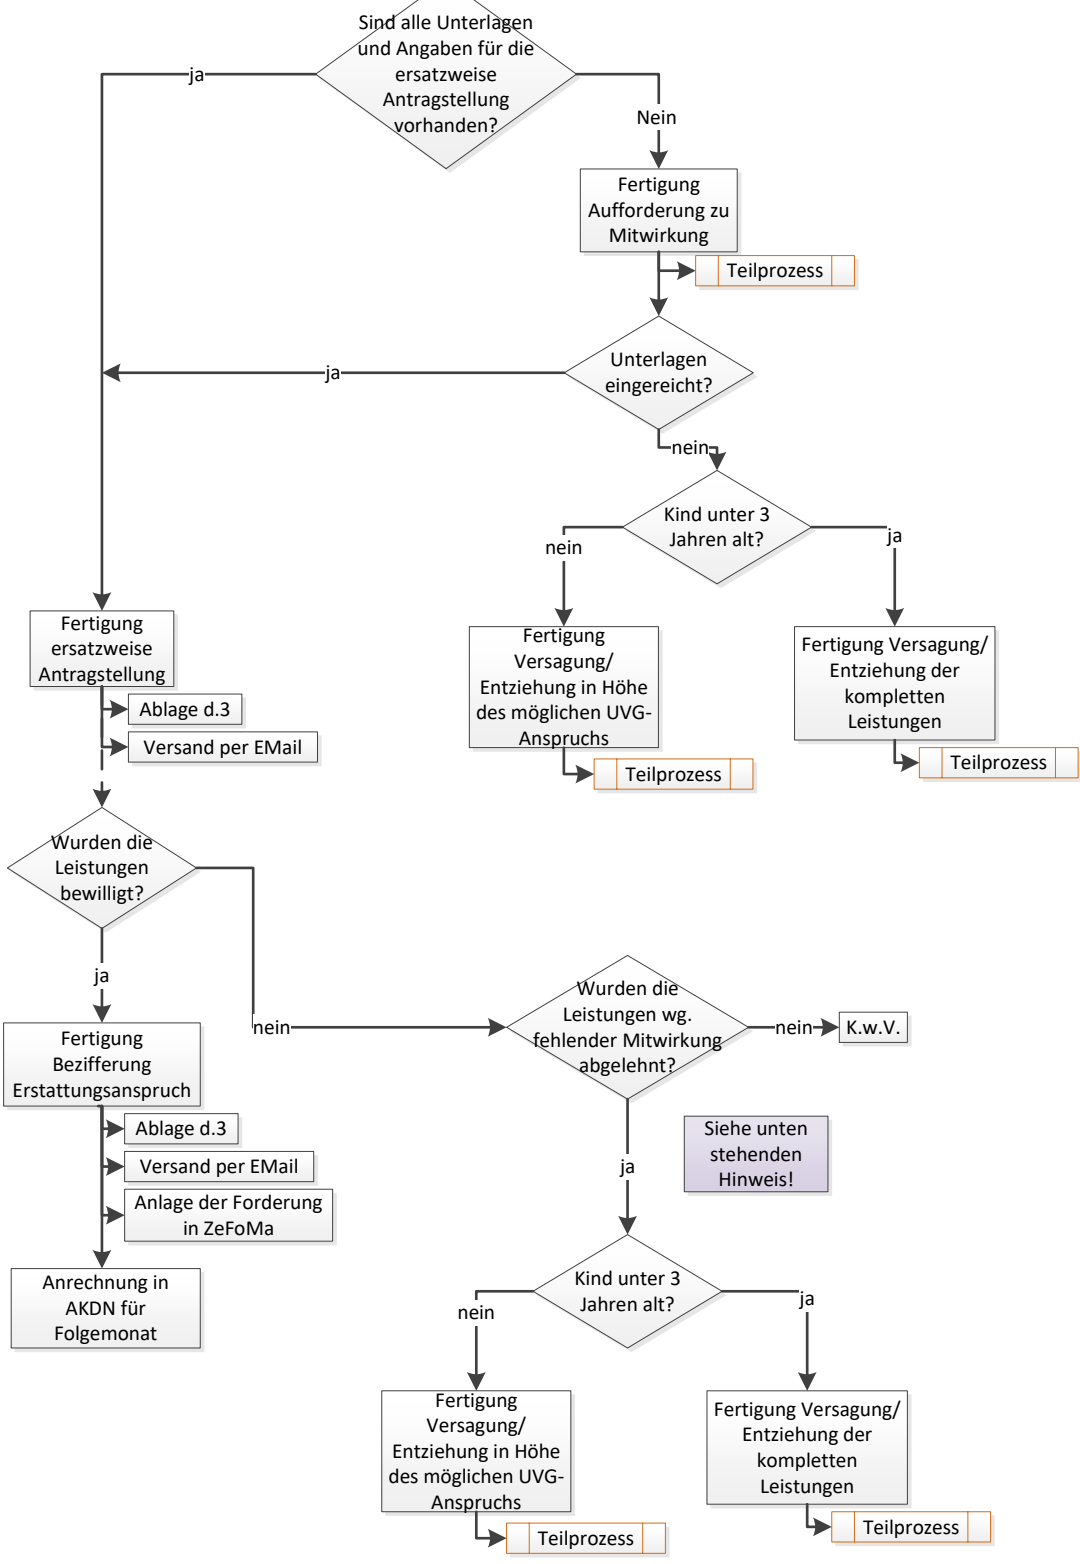 Sind alle Unterlagen
und Angaben für die
ersatzweise
Antragstellung
vorhanden?
ja
Nein
Fertigung
Aufforderung zu
Mitwirkung
Teilprozess
Unterlagen
eingereicht?
ja
nein
Kind unter 3
Jahren alt?
nein
ja
Fertigung
Versagung/
Entziehung in Höhe
des möglichen UVG-
Anspruchs
Teilprozess
Fertigung Versagung/
Entziehung der
kompletten
Leistungen
Teilprozess
Fertigung
ersatzweise
Antragstellung
Ablage d.3
Versand per EMail
Wurden die
Leistungen
bewilligt?
ja
nein
Fertigung
Bezifferung
Erstattungsanspruch
Ablage d.3
Versand per EMail
Anlage der Forderung
in ZeFoMa
Anrechnung in
AKDN für
Folgemonat
Wurden die
Leistungen wg.
fehlender Mitwirkung
abgelehnt?
nein
K.w.V.
ja
Siehe unten
stehenden
Hinweis!
Kind unter 3
Jahren alt?
nein
ja
Fertigung
Versagung/
Entziehung in Höhe
des möglichen UVG-
Anspruchs
Teilprozess
Fertigung Versagung/
Entziehung der
kompletten
Leistungen
Teilprozess